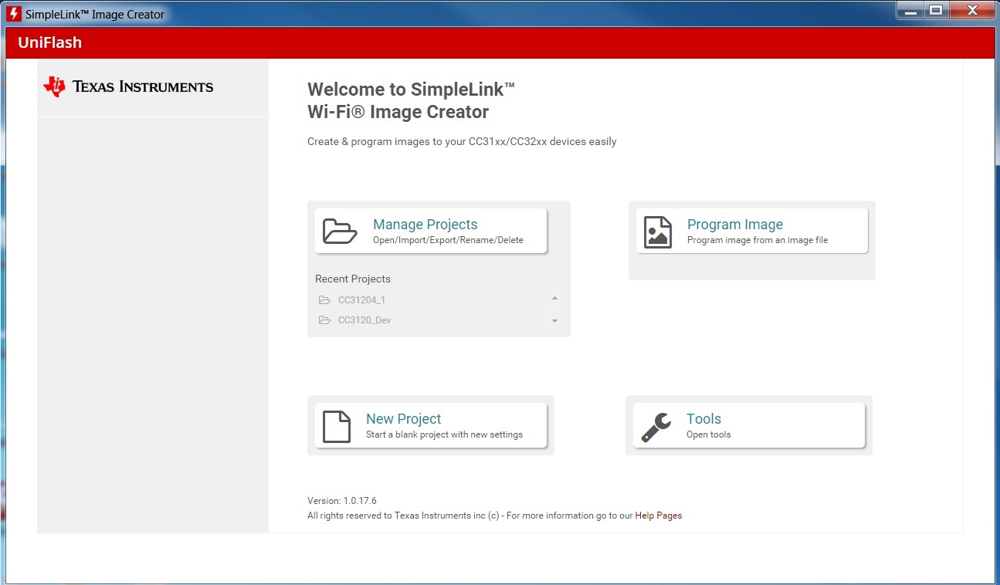 SimpleLink™ Image Creator
UniFlash
TEXAS INSTRUMENTS
Welcome to SimpleLink™
Wi-Fi® Image Creator
Create & program images to your CC31xx/CC32xx devices easily
Manage Projects
Open/Import/Export/Rename/Delete
Recent Projects
CC31204_1
CC3120_Dev
Program Image
Program image from an image file
New Project
Start a blank project with new settings
Tools
Open tools
Version: 1.0.17.6
All rights reserved to Texas Instruments inc (c) - For more information go to our Help Pages